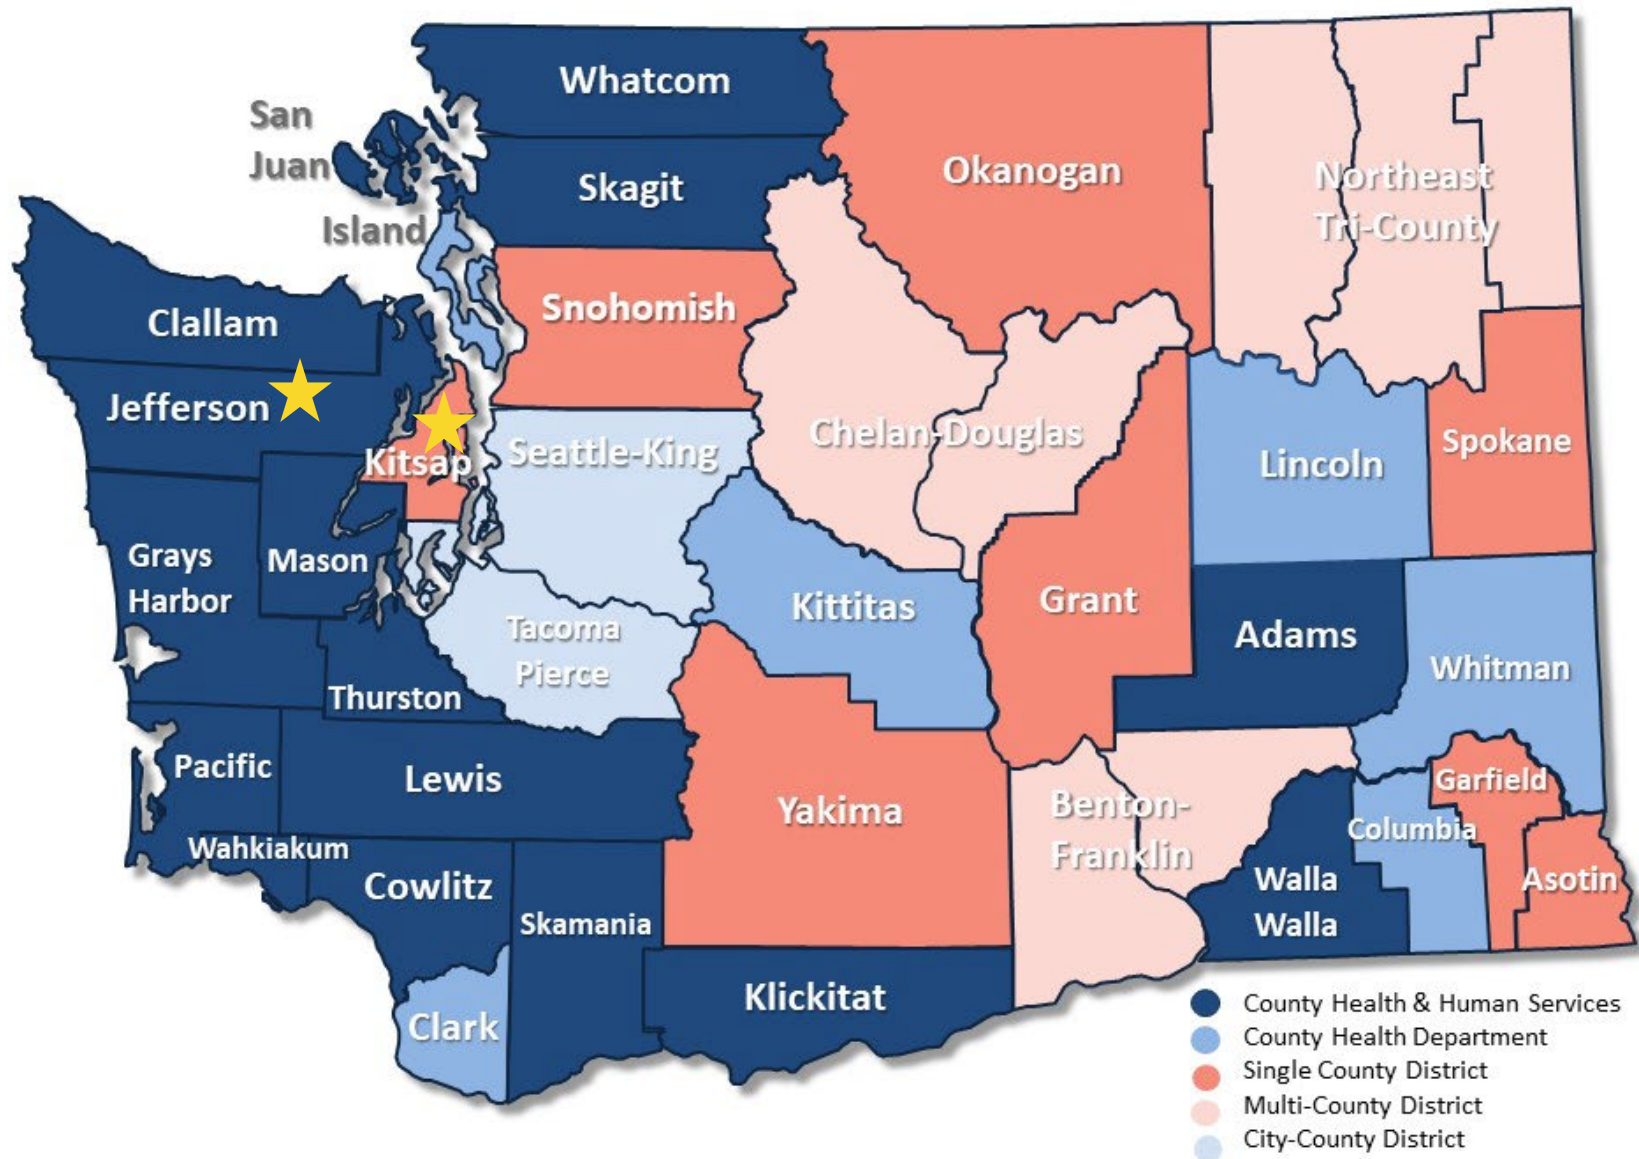 Whatcom
San
Juan
Okanogan
Northeast
Tri-County
Skagit
Island
Snohomish
Clallam
Jefferson
Chelan-Douglas
Seattle-King
Kitsap
Lincoln
Spokane
Grays
Harbor
Mason
Kittitas
Grant
Adams
Tacoma
Pierce
Whitman
Thurston
Pacific
Lewis
Yakima
Benton-
Franklin
Garfield
Columbia
Wahkiakum
Cowlitz
Skamania
Walla
Walla
Asotin
Klickitat
Clark
County Health & Human Services
County Health Department
Single County District
Multi-County District
City-County District